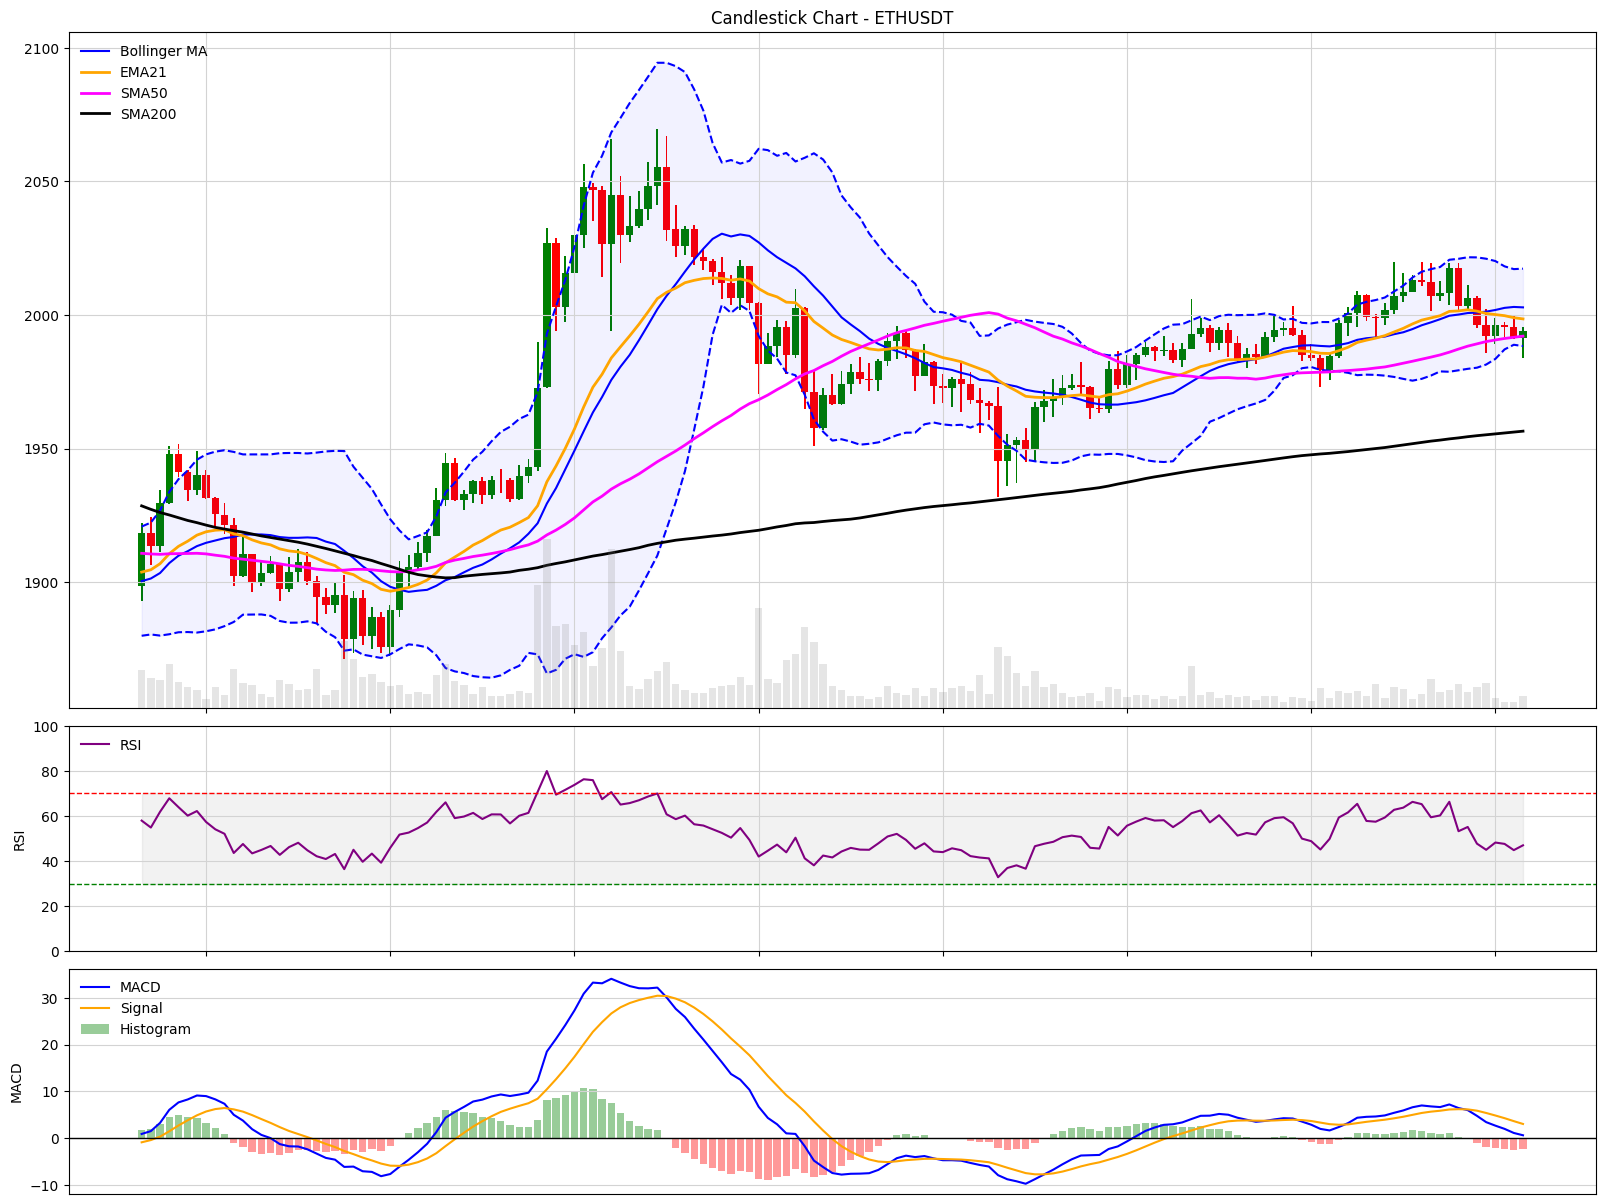 Candlestick Chart - ETHUSDT
2100
2050
2000
1950
1900
Bollinger MA
EMA21
SMA50
SMA200
100
80
60
40
20
0
RSI
RSI
30
20
10
0
−10
MACD
MACD
Signal
Histogram